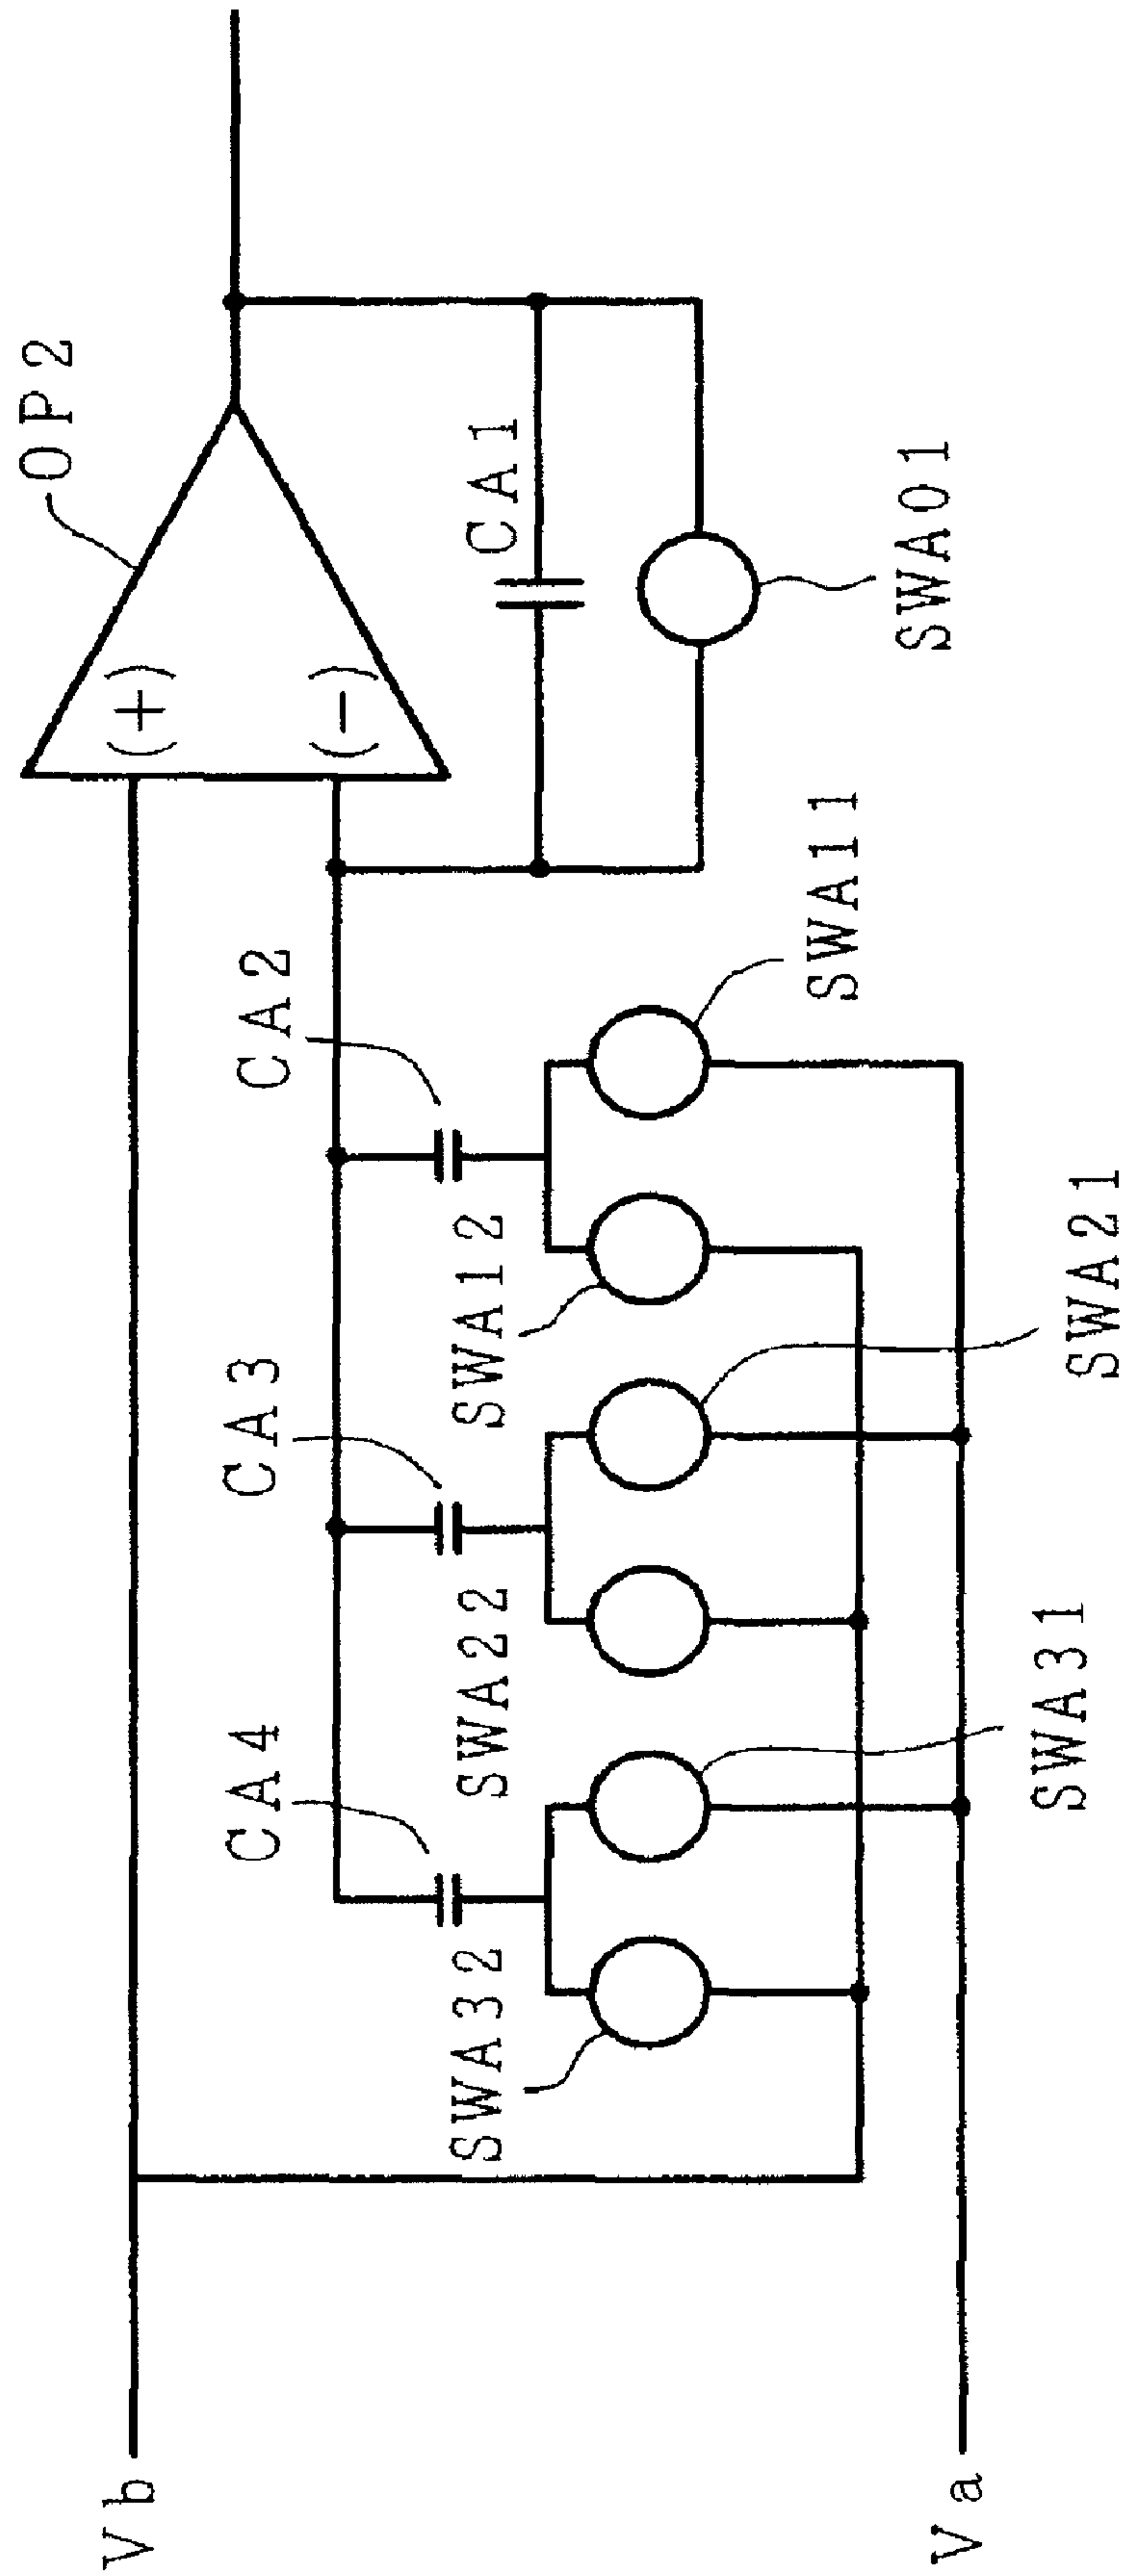 OP2
(+)
(-)
CA1
SWA01
CA2
SWA11
CA3
SWA12
SWA21
CA4
SWA22
SWA31
SWA32
Vb
Va